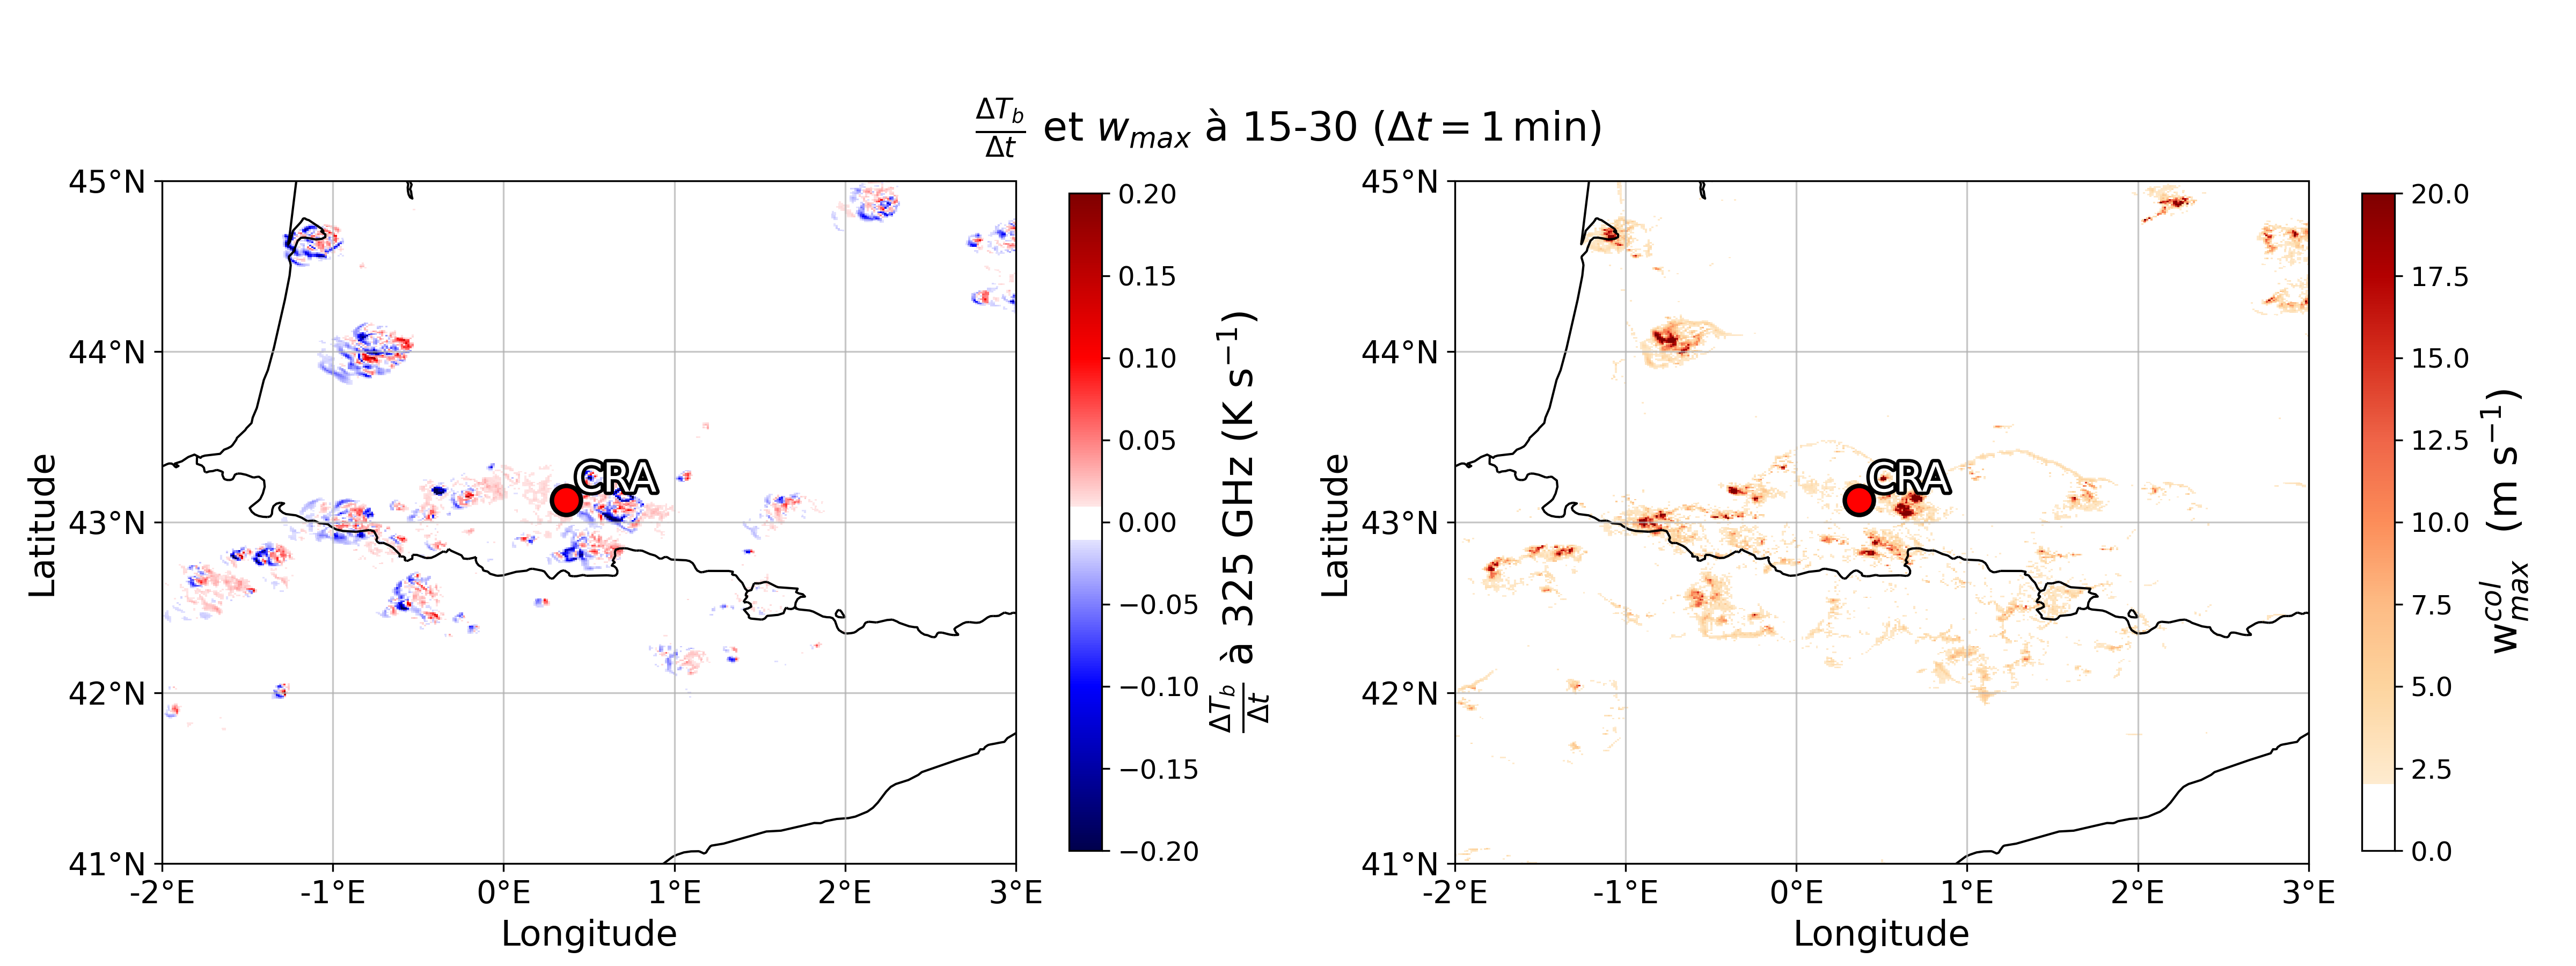 ΔT_b/Δt et w_max à 15-30 (Δt = 1 min)
45°N
44°N
43°N
42°N
41°N
-2°E
-1°E
0°E
1°E
2°E
3°E
Longitude
Latitude
CRA
0.20
0.15
0.10
0.05
0.00
−0.05
−0.10
−0.15
−0.20
ΔT_b/Δt à 325 GHz (K s⁻¹)
45°N
44°N
43°N
42°N
41°N
-2°E
-1°E
0°E
1°E
2°E
3°E
Longitude
Latitude
CRA
20.0
17.5
15.0
12.5
10.0
7.5
5.0
2.5
0.0
w_max^col (m s⁻¹)